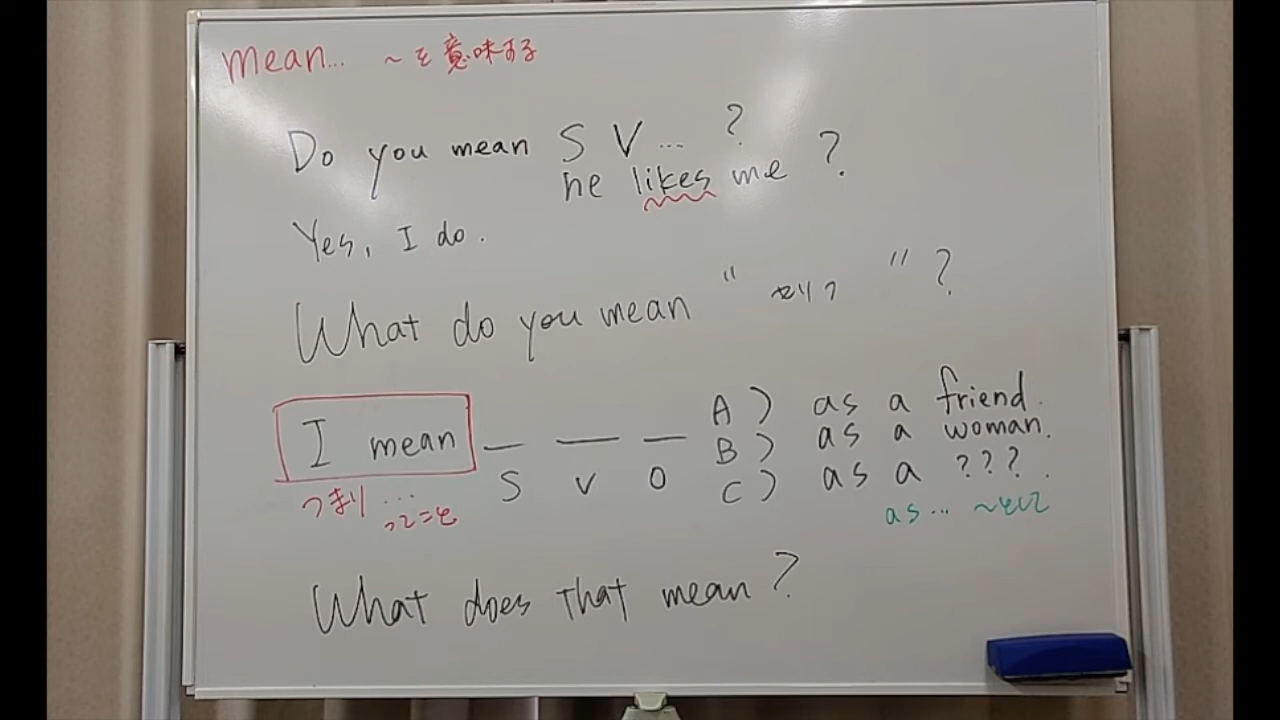 mean... ～を意味する
Do you mean S V... ?
he likes me ?
Yes, I do.
What do you mean “ セリフ ” ?
I mean _ _ _ A) as a friend.
S V O B) as a woman.
C) as a ???.
つまり ... ってこと
as... ～として
What does that mean?